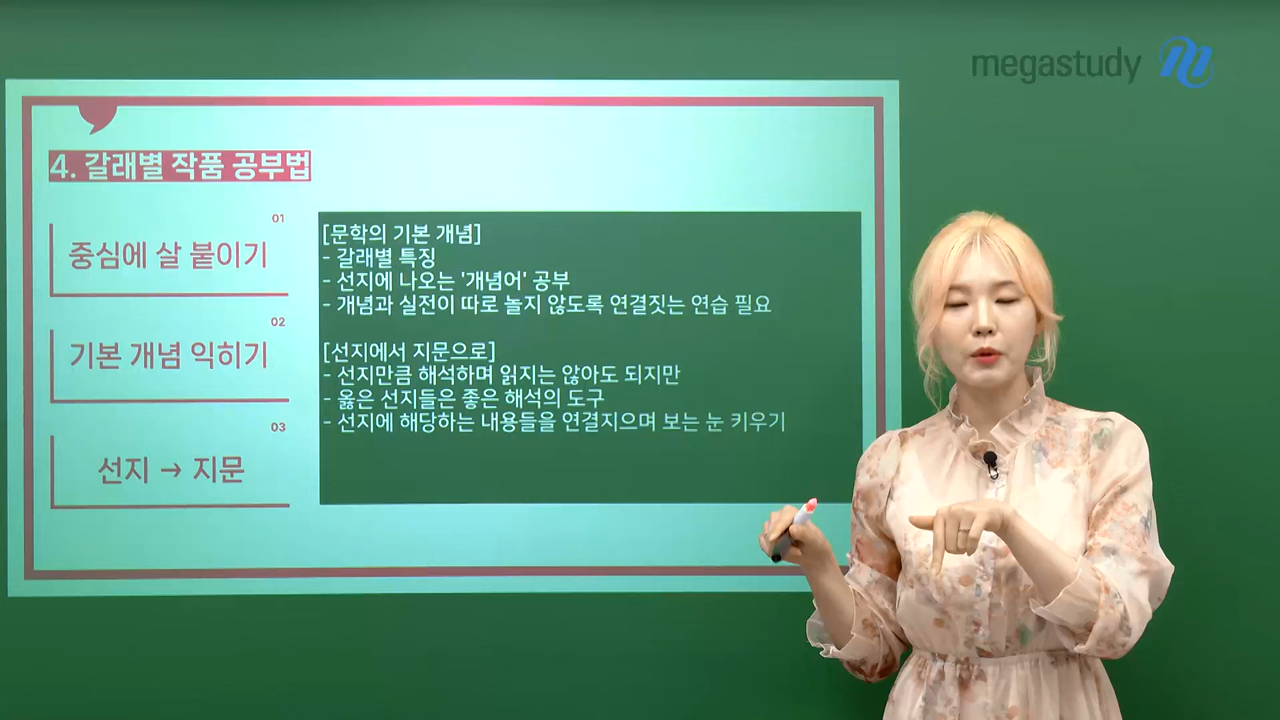 megastudy
4. 갈래별 작품 공부법
01
중심에 살 붙이기
02
기본 개념 익히기
03
선지 → 지문
[문학의 기본 개념]
- 갈래별 특징
- 선지에 나오는 '개념어' 공부
- 개념과 실전이 따로 놀지 않도록 연결짓는 연습 필요
[선지에서 지문으로]
- 선지만큼 해석하며 읽지는 않아도 되지만
- 옳은 선지들은 좋은 해석의 도구
- 선지에 해당하는 내용들을 연결지으며 보는 눈 키우기